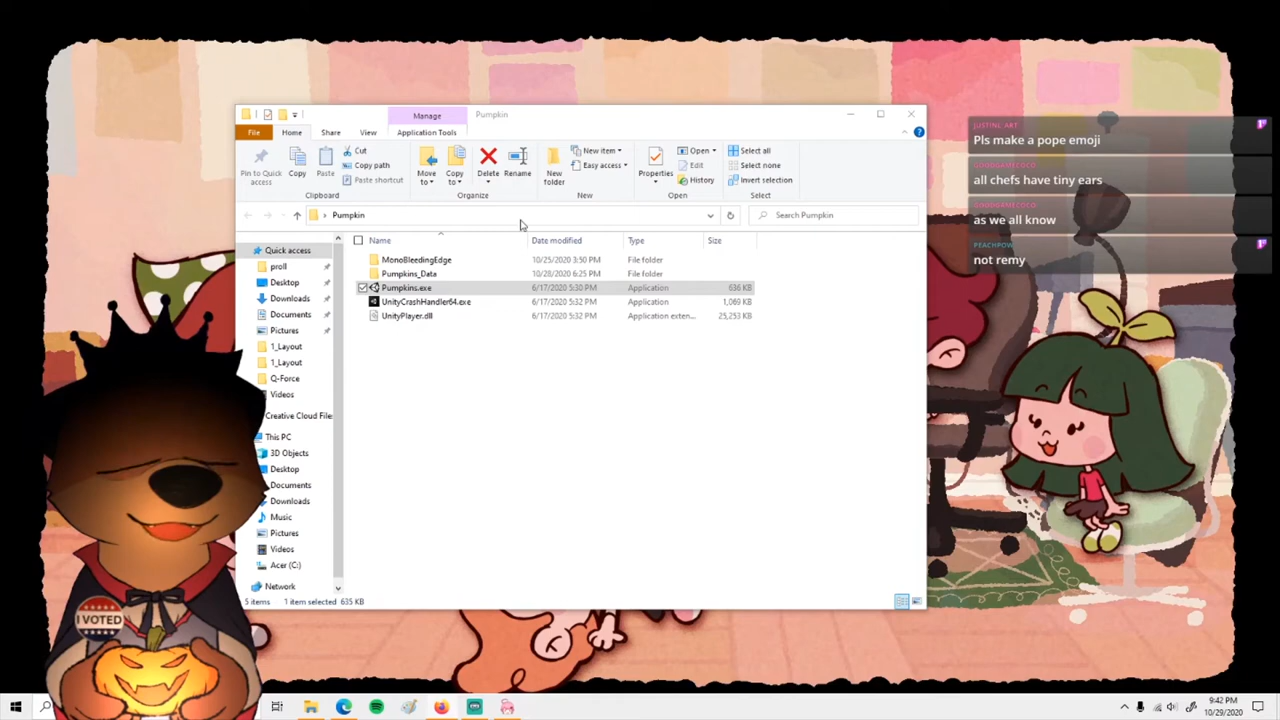 Manage
Pumpkin
File
Home
Share
View
Application Tools
Pin to Quick access
Copy
Paste
Cut
Copy path
Paste shortcut
Clipboard
Move to
Copy to
Delete
Rename
Organize
New folder
New item
Easy access
New
Properties
Open
Edit
History
Open
Select all
Select none
Invert selection
Select
Pumpkin
Search Pumpkin
Name
Date modified
Type
Size
MonoBleedingEdge 10/25/2020 3:50 PM File folder
Pumpkins_Data 10/28/2020 6:25 PM File folder
Pumpkins.exe 6/17/2020 5:30 PM Application 636 KB
UnityCrashHandler64.exe 6/17/2020 5:32 PM Application 1,069 KB
UnityPlayer.dll 6/17/2020 5:32 PM Application exten... 25,253 KB
Quick access
proll
Desktop
Downloads
Documents
Pictures
1_Layout
1_Layout
Q-Force
Videos
Creative Cloud Files
This PC
3D Objects
Desktop
Documents
Downloads
Music
Pictures
Videos
Acer (C:)
Network
5 items 1 item selected 635 KB
JUSTINL ART
Pls make a pope emoji
all chefs have tiny ears
as we all know
PEACHPOW
not remy
I VOTED
9:42 PM
10/29/2020